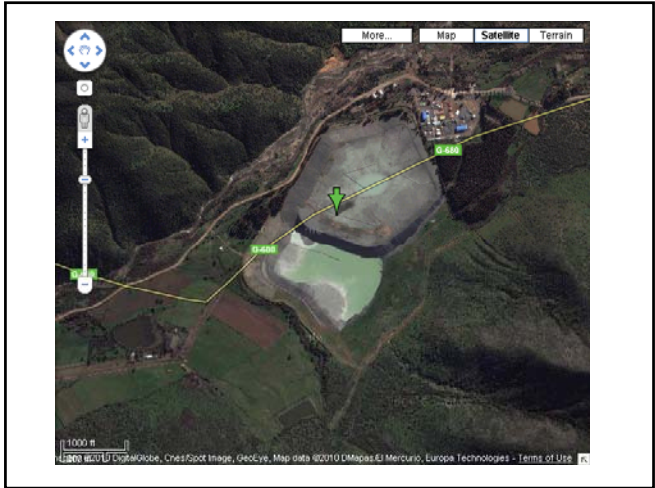 More... Map Satellite Terrain
G-680
G-680
1000 ft
©2010 DigitalGlobe, Cnes/Spot Image, GeoEye, Map data ©2010 DMapas/El Mercurio, Europa Technologies - Terms of Use